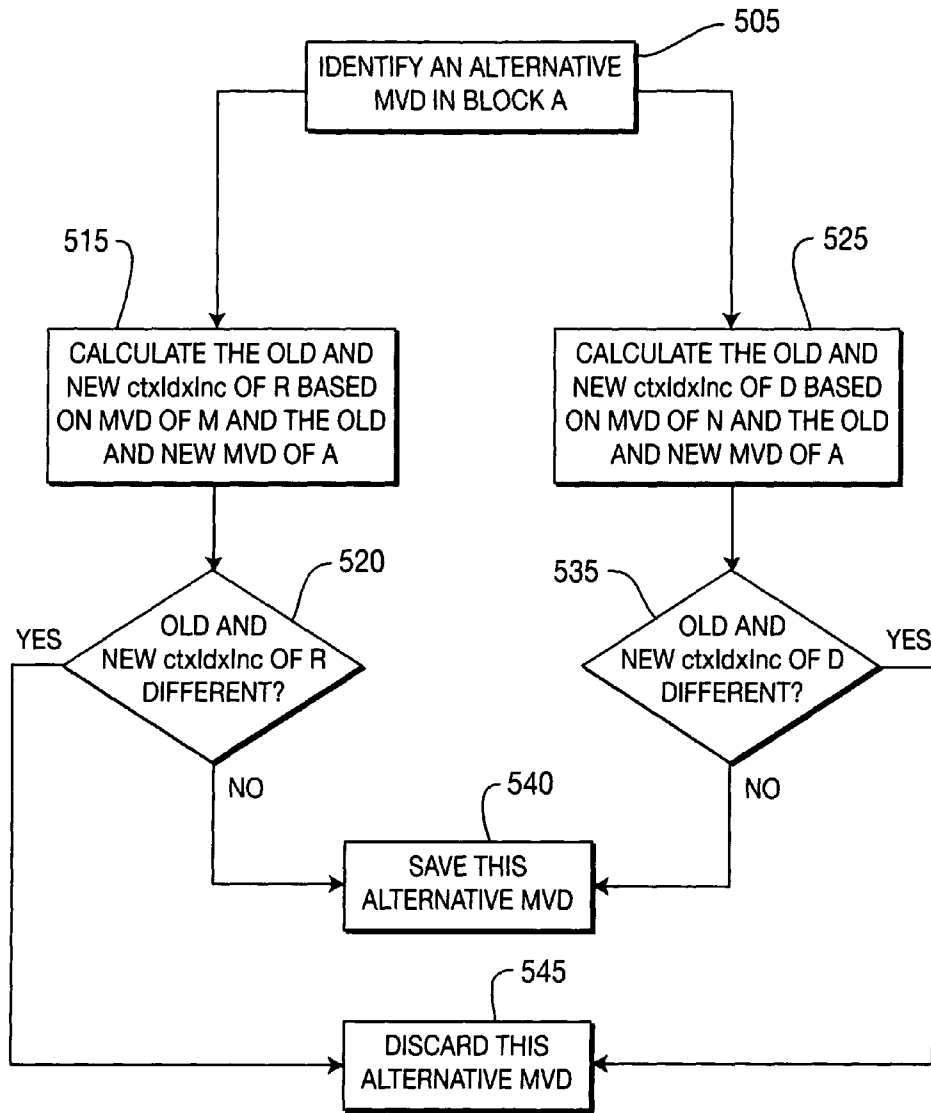 505
IDENTIFY AN ALTERNATIVE
MVD IN BLOCK A
515
525
CALCULATE THE OLD AND
NEW ctxIdxInc OF R BASED
ON MVD OF M AND THE OLD
AND NEW MVD OF A
CALCULATE THE OLD AND
NEW ctxIdxInc OF D BASED
ON MVD OF N AND THE OLD
AND NEW MVD OF A
520
535
YES
OLD AND
NEW ctxIdxInc OF R
DIFFERENT?
OLD AND
NEW ctxIdxInc OF D
DIFFERENT?
YES
NO
NO
540
SAVE THIS
ALTERNATIVE MVD
545
DISCARD THIS
ALTERNATIVE MVD